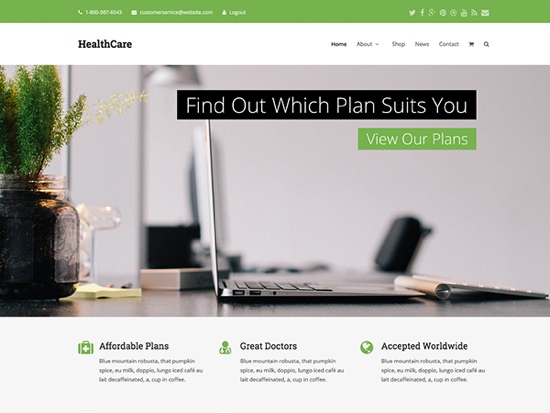 1-800-987-6543 customerservice@website.com Logout
HealthCare
Home About Shop News Contact
Find Out Which Plan Suits You
View Our Plans
Affordable Plans
Blue mountain robusta, that pumpkin
spice, eu milk, doppio, lungo iced café au
lait decaffeinated, a, cup in coffee.
Great Doctors
Blue mountain robusta, that pumpkin
spice, eu milk, doppio, lungo iced café au
lait decaffeinated, a, cup in coffee.
Accepted Worldwide
Blue mountain robusta, that pumpkin
spice, eu milk, doppio, lungo iced café au
lait decaffeinated, a, cup in coffee.